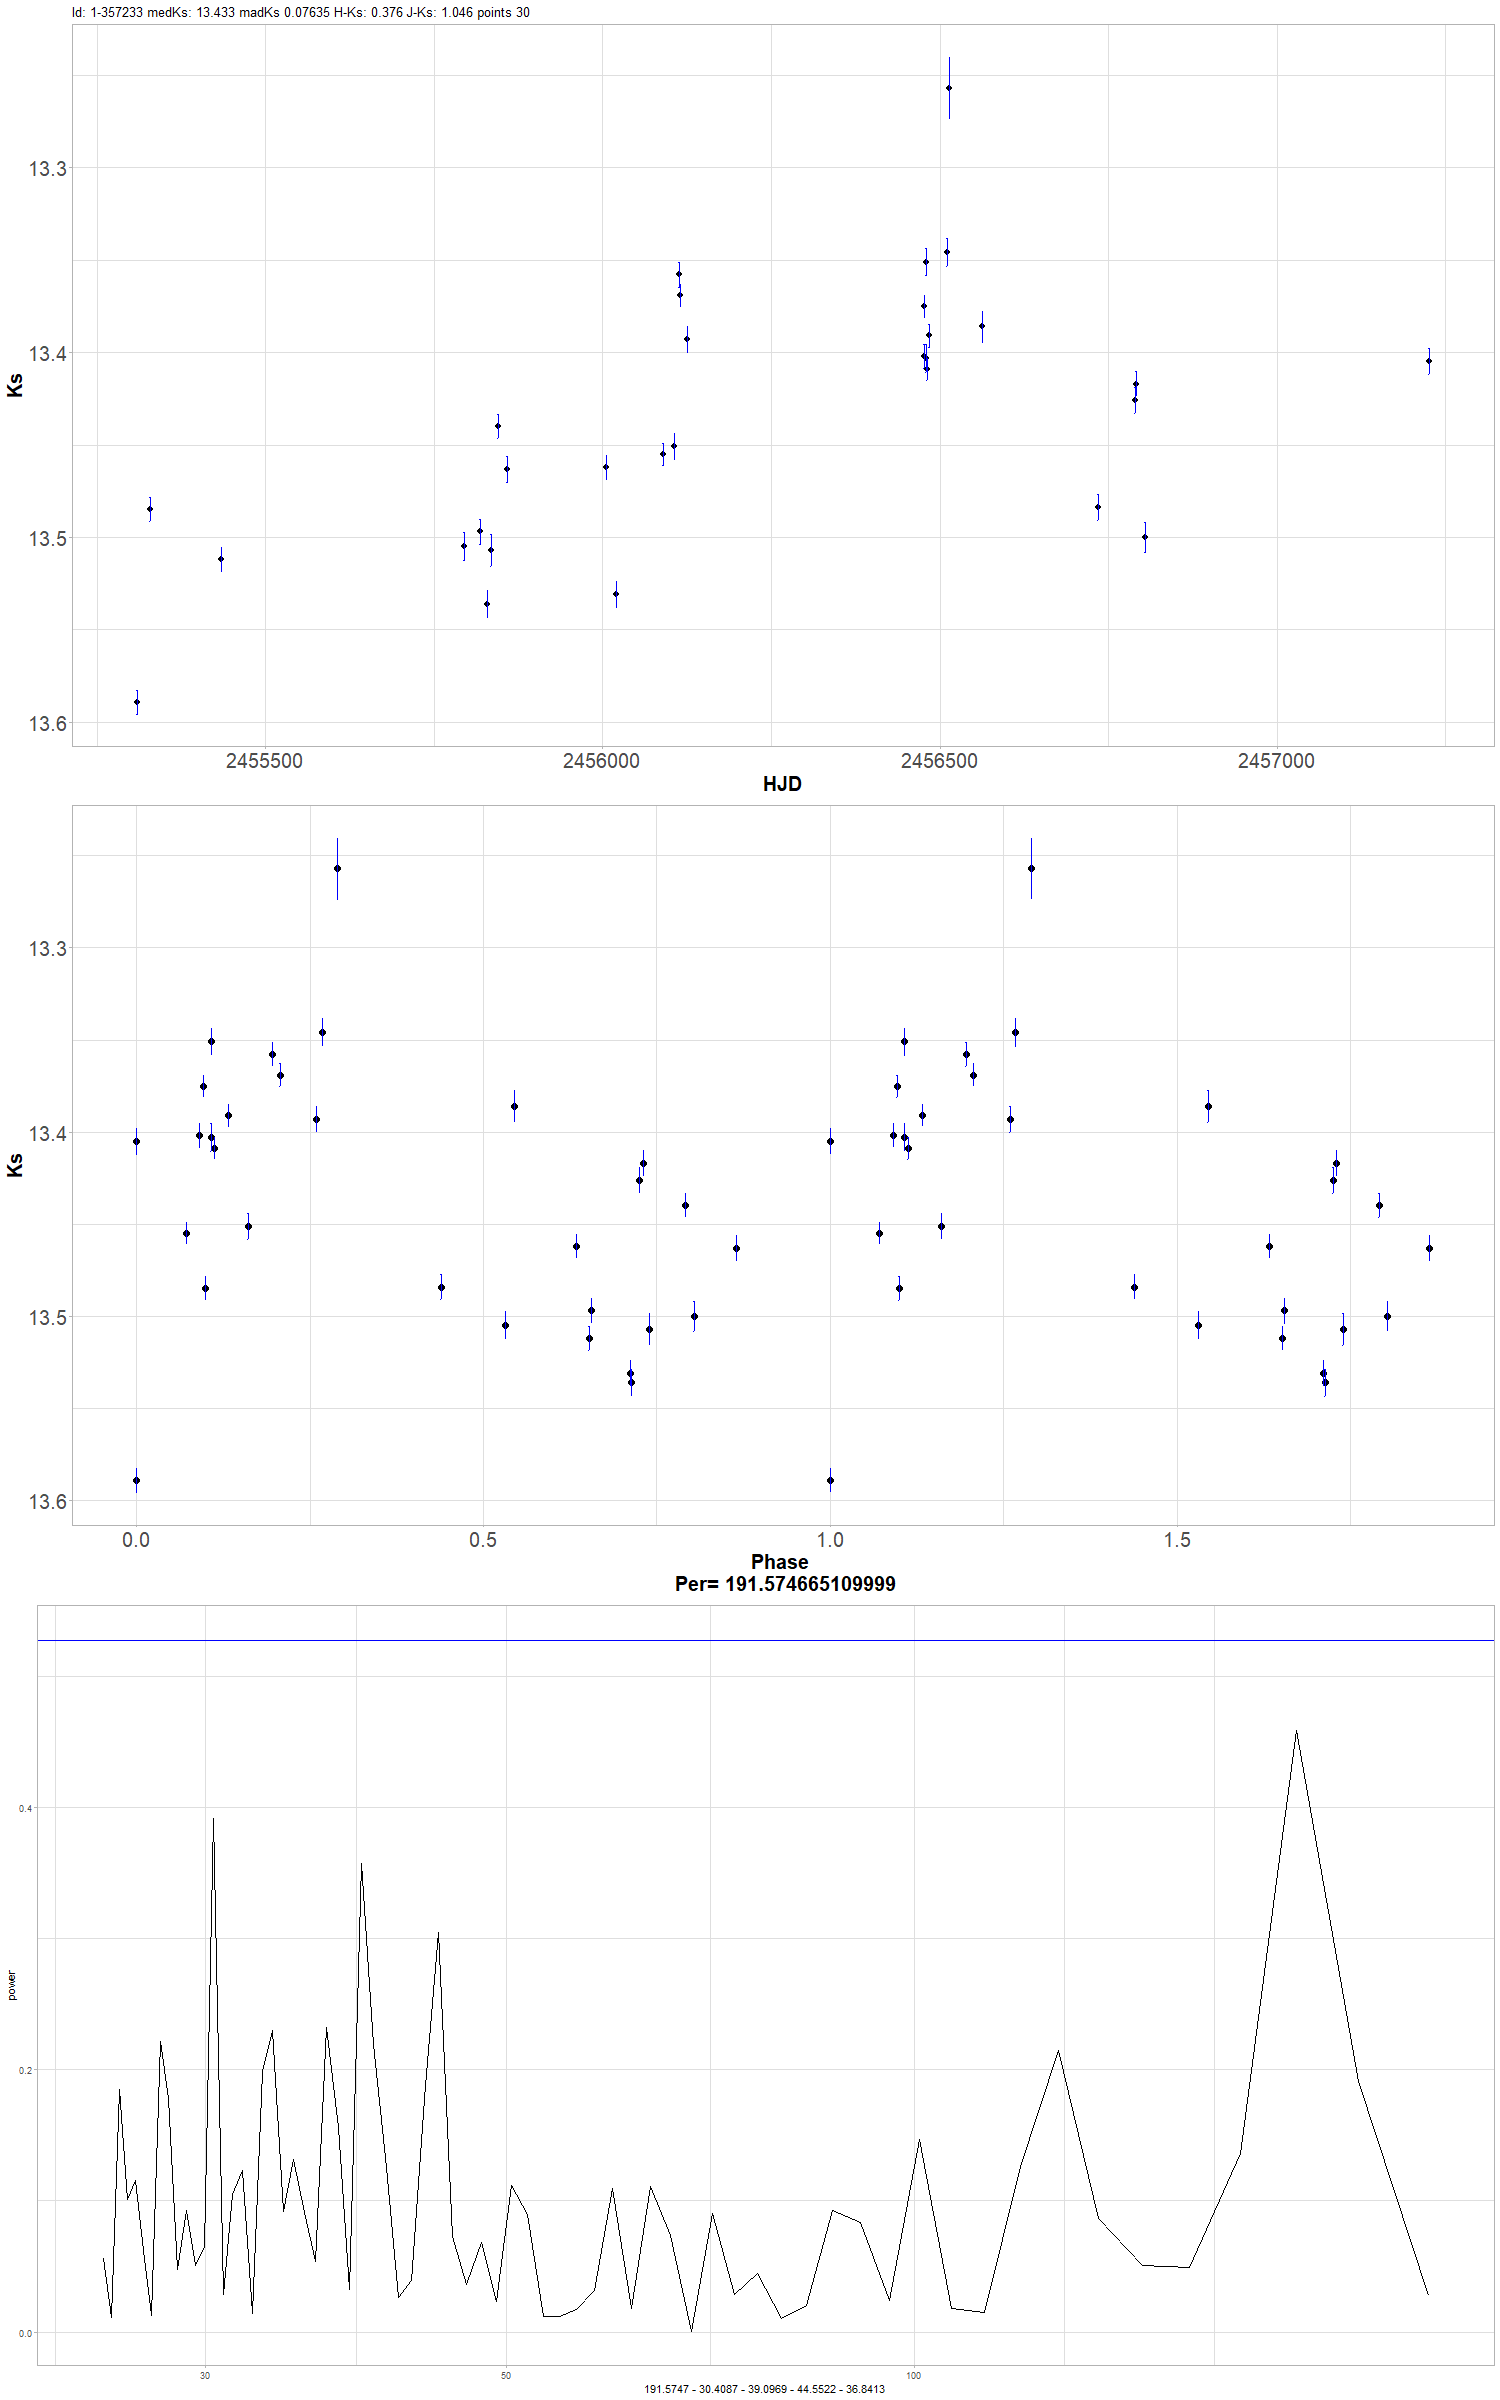 Id: 1-357233 medKs: 13.433 madKs 0.07635 H-Ks: 0.376 J-Ks: 1.046 points 30
13.3
13.4
13.5
13.6
Ks
2455500 2456000 2456500 2457000
HJD
13.3
13.4
13.5
13.6
Ks
0.0 0.5 1.0 1.5
Phase
Per= 191.574665109999
0.4
0.2
0.0
power
30 50 100
191.5747 - 30.4087 - 39.0969 - 44.5522 - 36.8413